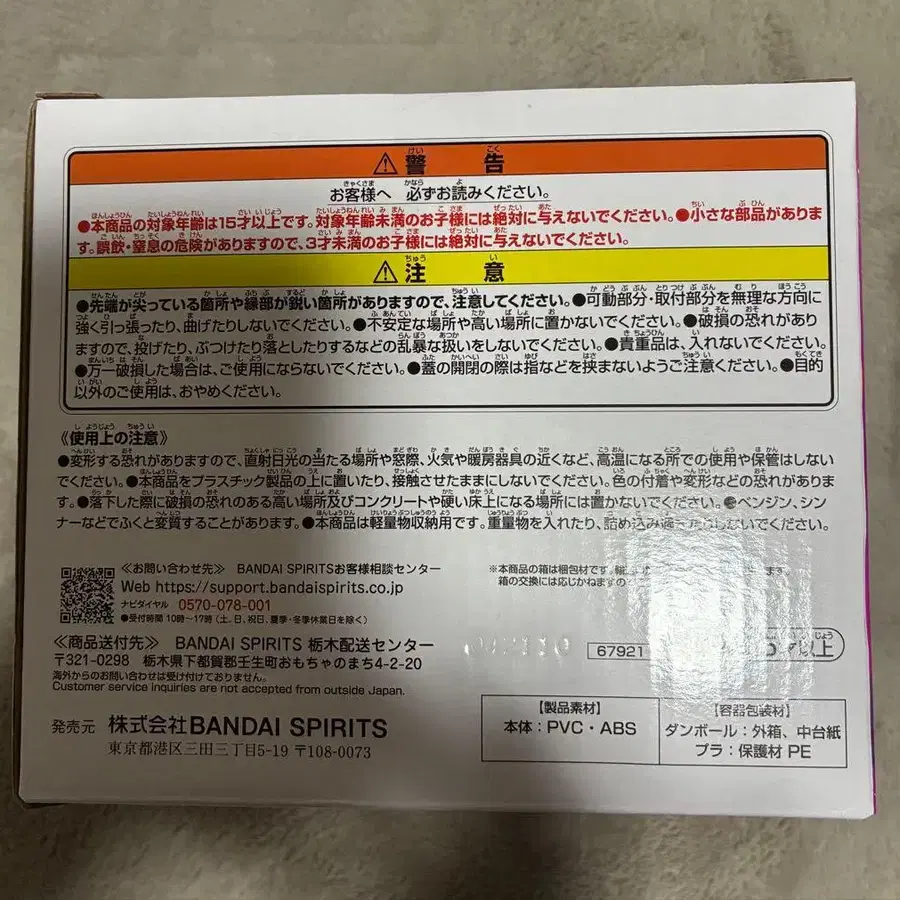 ⚠警告
お客様へ 必ずお読みください。
●本商品の対象年齢は15才以上です。対象年齢未満のお子様には絶対に与えないでください。●小さな部品がありま
す。誤飲・窒息の危険がありますので、3才未満のお子様には絶対に与えないでください。
⚠注意
●先端が尖っている箇所や縁部が鋭い箇所がありますので、注意してください。●可動部分・取付部分を無理な方向に
強く引っ張ったり、曲げたりしないでください。●不安定な場所や高い場所に置かないでください。●破損の恐れがあり
ますので、投げたり、ぶつけたり落としたりするなどの乱暴な扱いをしないでください。●貴重品は、入れないでください。
●万一破損した場合は、ご使用にならないでください。●蓋の開閉の際は指などを挟まないようご注意ください。●目的
以外のご使用は、おやめください。
《使用上の注意》
●変形する恐れがありますので、直射日光の当たる場所や窓際、火気や暖房器具の近くなど、高温になる所での使用や保管はしない
でください。●本商品をプラスチック製品の上に置いたり、接触させたままにしないでください。色の付着や変形などの恐れがありま
す。●落下した際に破損の恐れのある高い場所及びコンクリートや硬い床上になる場所には置かないでください。●ベンジン、シン
ナーなどでふくと変質することがあります。●本商品は軽量物収納用です。重量物を入れたり、詰め込み過ぎたりしないでください。
《お問い合わせ先》 BANDAI SPIRITSお客様相談センター
Web https://support.bandaispirits.co.jp
ナビダイヤル 0570-078-001
●受付時間 10時~17時(土、日、祝日、夏季・冬季休業日を除く)
※本商品の箱は梱包材です。
箱の交換には応じかねますの
《商品送付先》 BANDAI SPIRITS 栃木配送センター
〒321-0298 栃木県下都賀郡壬生町おもちゃのまち4-2-20
海外からのお問い合わせは受け付けておりません。
Customer service inquiries are not accepted from outside Japan.
67921
以上
発売元 株式会社BANDAI SPIRITS
東京都港区三田三丁目5-19 〒108-0073
【製品素材】
本体:PVC・ABS
【容器包装材】
ダンボール:外箱、中台紙
プラ:保護材 PE